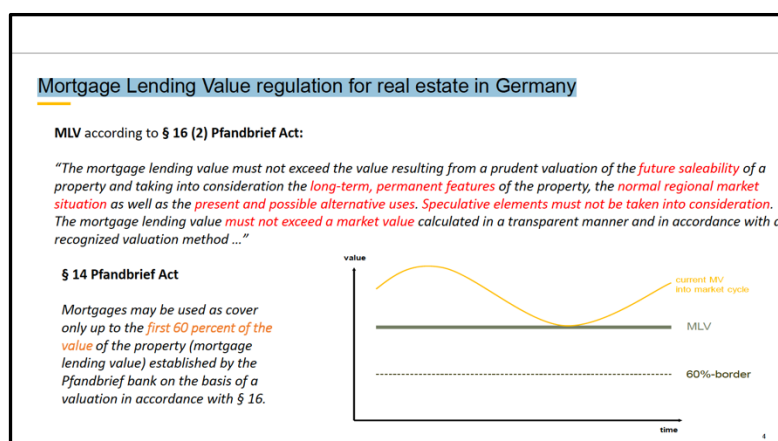 Mortgage Lending Value regulation for real estate in Germany
MLV according to § 16 (2) Pfandbrief Act:
“The mortgage lending value must not exceed the value resulting from a prudent valuation of the future saleability of a
property and taking into consideration the long-term, permanent features of the property, the normal regional market
situation as well as the present and possible alternative uses. Speculative elements must not be taken into consideration.
The mortgage lending value must not exceed a market value calculated in a transparent manner and in accordance with a
recognized valuation method ...”
§ 14 Pfandbrief Act
Mortgages may be used as cover
only up to the first 60 percent of the
value of the property (mortgage
lending value) established by the
Pfandbrief bank on the basis of a
valuation in accordance with § 16.
value
current MV
into market cycle
MLV
60%-border
time
4